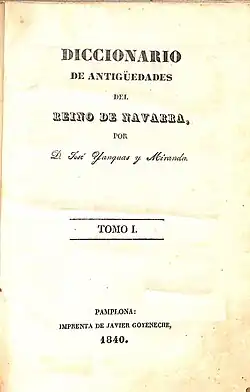 DICCIONARIO
DE ANTIGÜEDADES
DEL
REINO DE NAVARRA,
POR
D. José Yanguas y Miranda.
TOMO I.
PAMPLONA:
IMPRENTA DE JAVIER GOYENECHE,
1840.